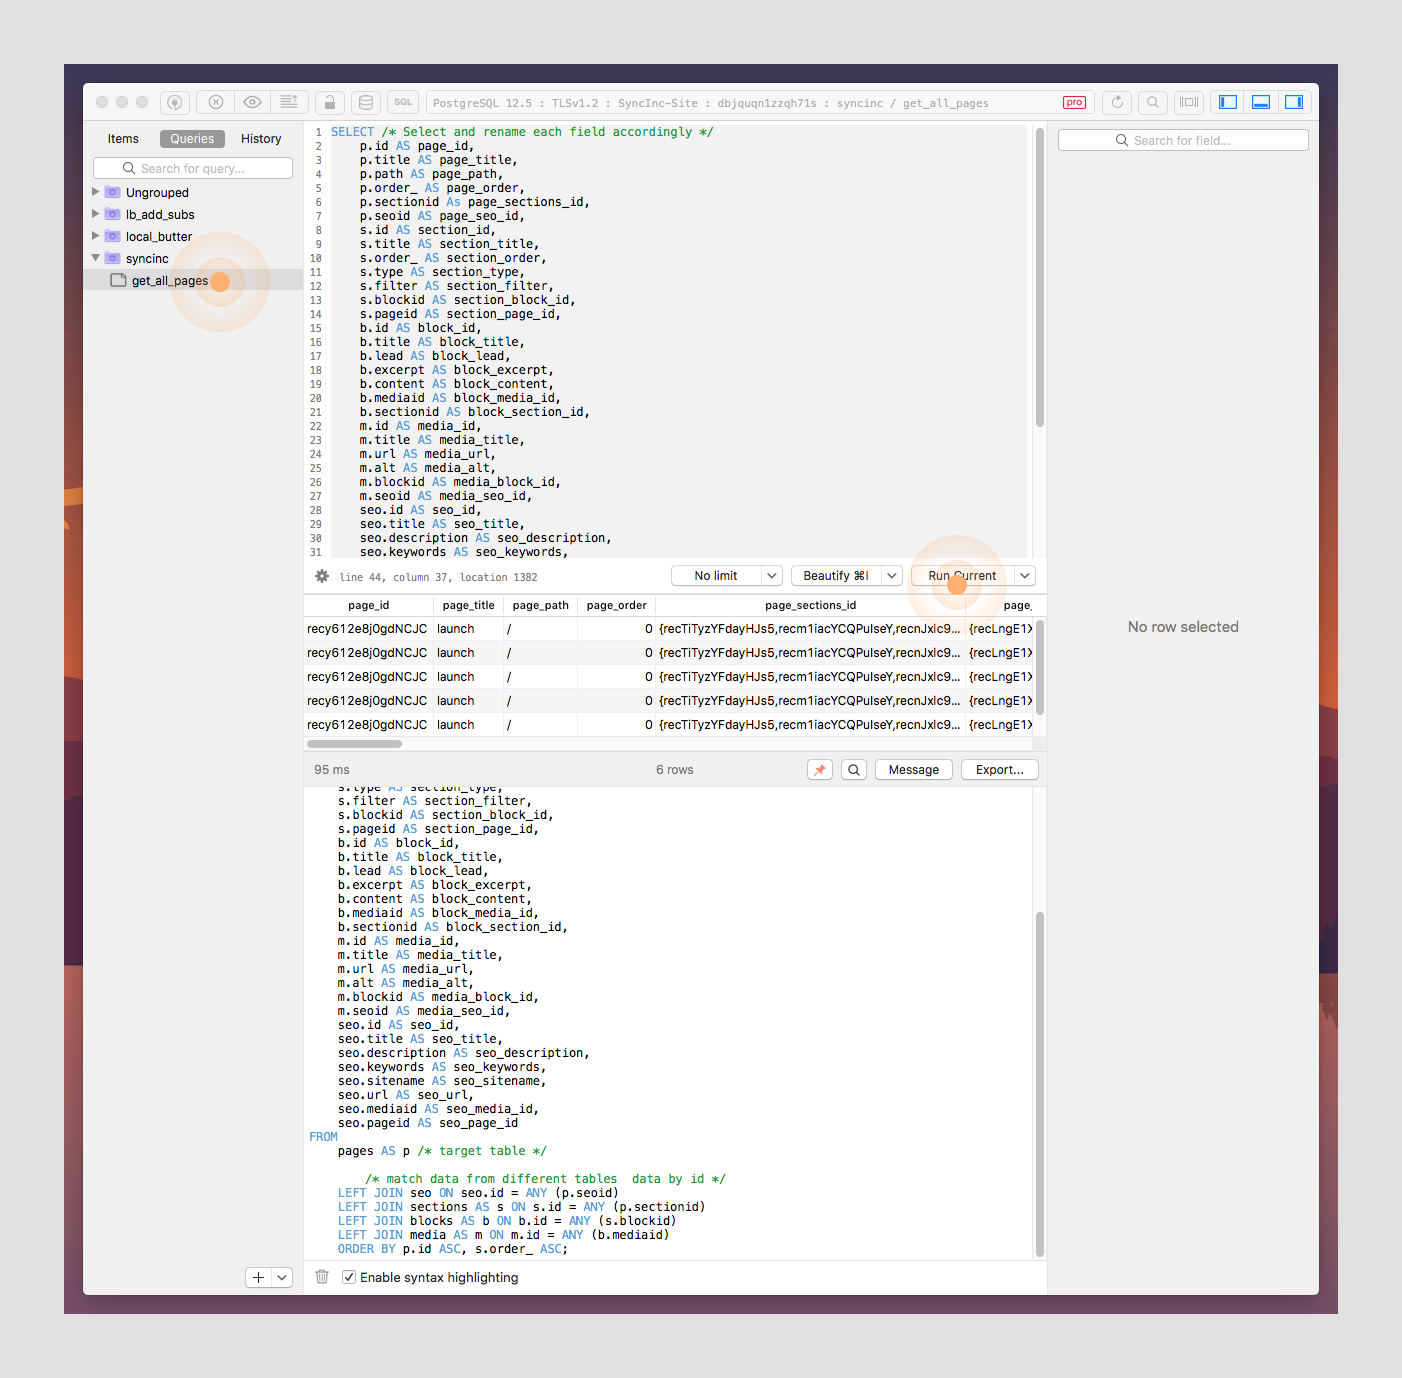 SQL
PostgreSQL 12.5 : TLSv1.2 : SyncInc-Site : dbjquqn1zzqh71s : syncinc / get_all_pages
pro
Items Queries History
Search for query...
Ungrouped
lb_add_subs
local_butter
syncinc
get_all_pages
1 SELECT /* Select and rename each field accordingly */
2 p.id AS page_id,
3 p.title AS page_title,
4 p.path AS page_path,
5 p.order_ AS page_order,
6 p.sectionid As page_sections_id,
7 p.seoid AS page_seo_id,
8 s.id AS section_id,
9 s.title AS section_title,
10 s.order_ AS section_order,
11 s.type AS section_type,
12 s.filter AS section_filter,
13 s.blockid AS section_block_id,
14 s.pageid AS section_page_id,
15 b.id AS block_id,
16 b.title AS block_title,
17 b.lead AS block_lead,
18 b.excerpt AS block_excerpt,
19 b.content AS block_content,
20 b.mediaid AS block_media_id,
21 b.sectionid AS block_section_id,
22 m.id AS media_id,
23 m.title AS media_title,
24 m.url AS media_url,
25 m.alt AS media_alt,
26 m.blockid AS media_block_id,
27 m.seoid AS media_seo_id,
28 seo.id AS seo_id,
29 seo.title AS seo_title,
30 seo.description AS seo_description,
31 seo.keywords AS seo_keywords,
line 44, column 37, location 1382
No limit
Beautify ⌘I
Run Current
page_id page_title page_path page_order page_sections_id page_
recy612e8j0gdNCJC launch / 0 {recTiTyzYFdayHJs5,recm1iacYCQPuIseY,recnJxIc9... {recLngE1X
recy612e8j0gdNCJC launch / 0 {recTiTyzYFdayHJs5,recm1iacYCQPuIseY,recnJxIc9... {recLngE1X
recy612e8j0gdNCJC launch / 0 {recTiTyzYFdayHJs5,recm1iacYCQPuIseY,recnJxIc9... {recLngE1X
recy612e8j0gdNCJC launch / 0 {recTiTyzYFdayHJs5,recm1iacYCQPuIseY,recnJxIc9... {recLngE1X
recy612e8j0gdNCJC launch / 0 {recTiTyzYFdayHJs5,recm1iacYCQPuIseY,recnJxIc9... {recLngE1X
95 ms
6 rows
Message
Export...
s.type AS section_type,
s.filter AS section_filter,
s.blockid AS section_block_id,
s.pageid AS section_page_id,
b.id AS block_id,
b.title AS block_title,
b.lead AS block_lead,
b.excerpt AS block_excerpt,
b.content AS block_content,
b.mediaid AS block_media_id,
b.sectionid AS block_section_id,
m.id AS media_id,
m.title AS media_title,
m.url AS media_url,
m.alt AS media_alt,
m.blockid AS media_block_id,
m.seoid AS media_seo_id,
seo.id AS seo_id,
seo.title AS seo_title,
seo.description AS seo_description,
seo.keywords AS seo_keywords,
seo.sitename AS seo_sitename,
seo.url AS seo_url,
seo.mediaid AS seo_media_id,
seo.pageid AS seo_page_id
FROM
pages AS p /* target table */
/* match data from different tables  data by id */
LEFT JOIN seo ON seo.id = ANY (p.seoid)
LEFT JOIN sections AS s ON s.id = ANY (p.sectionid)
LEFT JOIN blocks AS b ON b.id = ANY (s.blockid)
LEFT JOIN media AS m ON m.id = ANY (b.mediaid)
ORDER BY p.id ASC, s.order_ ASC;
Enable syntax highlighting
Search for field...
No row selected